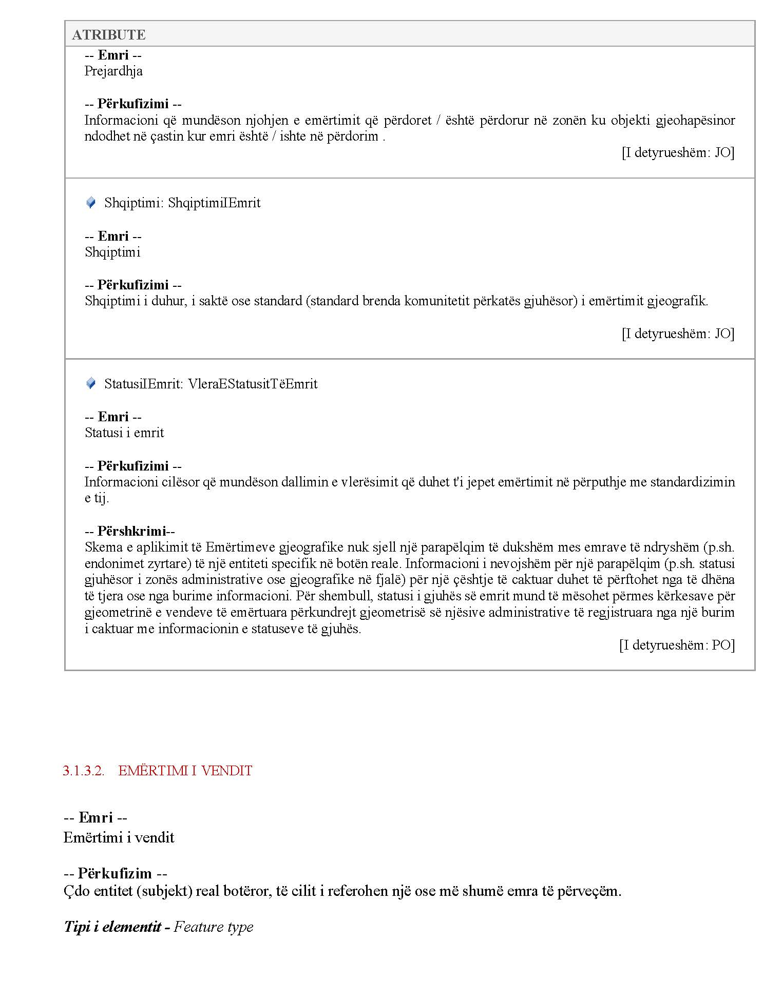 ATRIBUTE
-- Emri --
Prejardhja
-- Përkufizimi --
Informacioni që mundëson njohjen e emërtimit që përdoret / është përdorur në zonën ku objekti gjeohapësinor
ndodhet në çastin kur emri është / ishte në përdorim .
[I detyrueshëm: JO]
Shqiptimi: ShqiptimiIEmrit
-- Emri --
Shqiptimi
-- Përkufizimi --
Shqiptimi i duhur, i saktë ose standard (standard brenda komunitetit përkatës gjuhësor) i emërtimit gjeografik.
[I detyrueshëm: JO]
StatusiIEmrit: VleraEStatusitTëEmrit
-- Emri --
Statusi i emrit
-- Përkufizimi --
Informacioni cilësor që mundëson dallimin e vlerësimit që duhet t'i jepet emërtimit në përputhje me standardizimin
e tij.
-- Përshkrimi--
Skema e aplikimit të Emërtimeve gjeografike nuk sjell një parapëlqim të dukshëm mes emrave të ndryshëm (p.sh.
endonimet zyrtare) të një entiteti specifik në botën reale. Informacioni i nevojshëm për një parapëlqim (p.sh. statusi
gjuhësor i zonës administrative ose gjeografike në fjalë) për një çështje të caktuar duhet të përftohet nga të dhëna
të tjera ose nga burime informacioni. Për shembull, statusi i gjuhës së emrit mund të mësohet përmes kërkesave për
gjeometrinë e vendeve të emërtuara përkundrejt gjeometrisë së njësive administrative të regjistruara nga një burim
i caktuar me informacionin e statuseve të gjuhës.
[I detyrueshëm: PO]
3.1.3.2. EMËRTIMI I VENDIT
-- Emri --
Emërtimi i vendit
-- Përkufizim --
Çdo entitet (subjekt) real botëror, të cilit i referohen një ose më shumë emra të përveçëm.
Tipi i elementit - Feature type